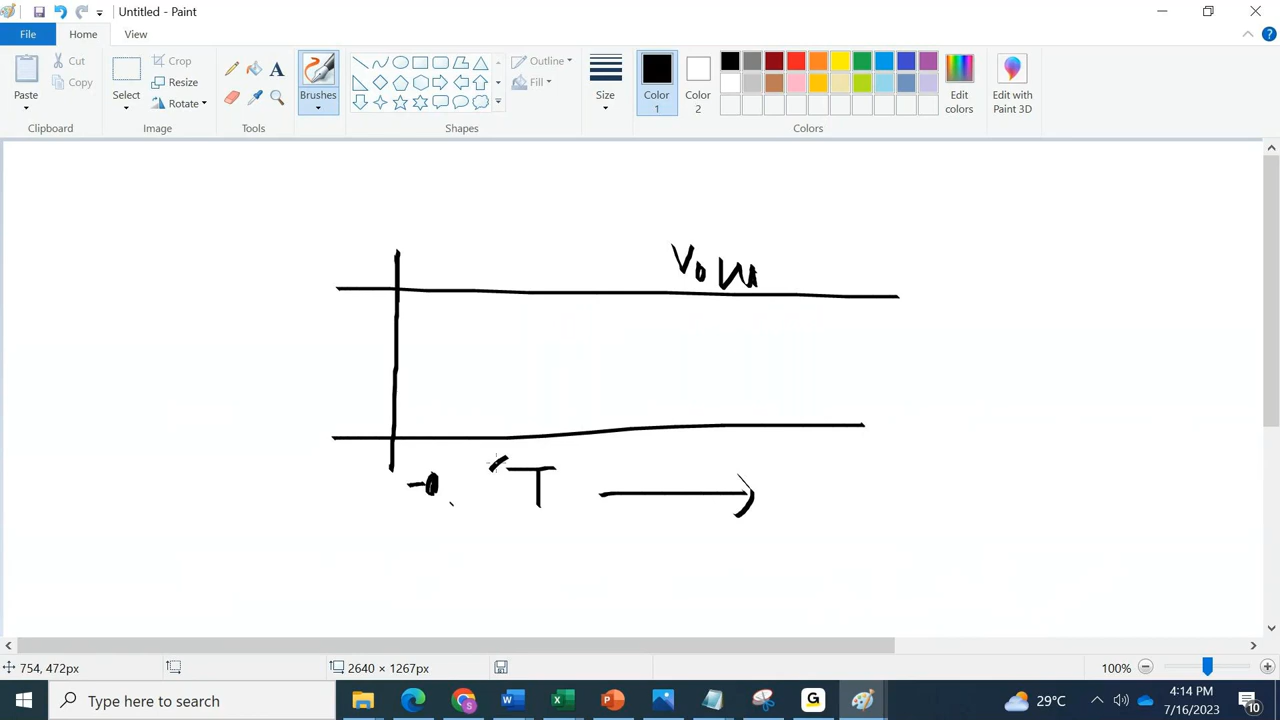 Untitled - Paint
File Home View
Paste
Cut
Copy
Clipboard
Select
Crop
Resize
Rotate
Image
A
Tools
Brushes
Outline
Fill
Shapes
Size
Color 1
Color 2
Edit colors
Colors
Edit with Paint 3D
T
754, 472px
2640 × 1267px
100%
Type here to search
29°C
4:14 PM
7/16/2023
10